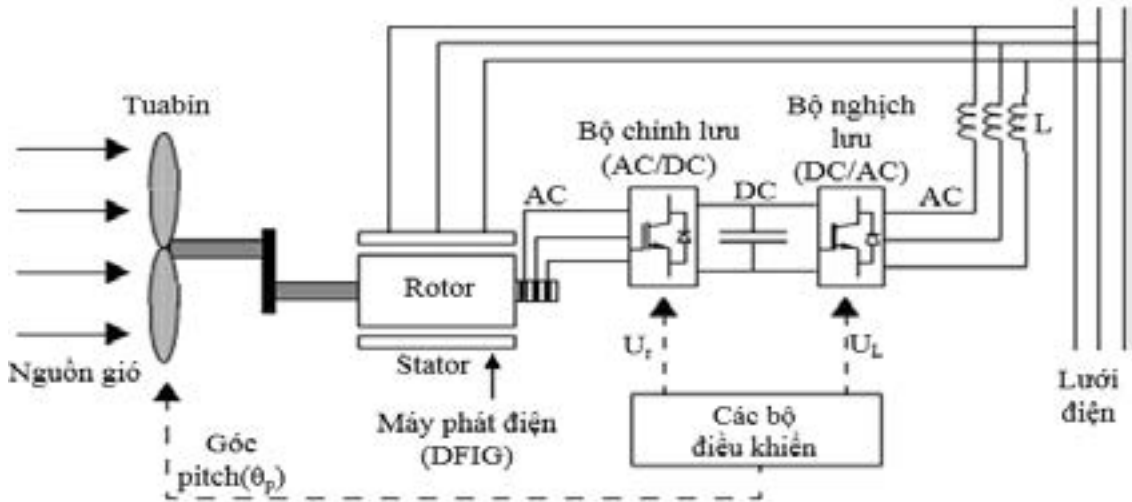 Tuabin
Bộ chỉnh lưu
(AC/DC)
Bộ nghịch
lưu
(DC/AC)
L
AC
DC
AC
Rotor
Stator
Nguồn gió
Máy phát điện
(DFIG)
Góc
pitch(θp)
Ur
UL
Các bộ
điều khiển
Lưới
điện